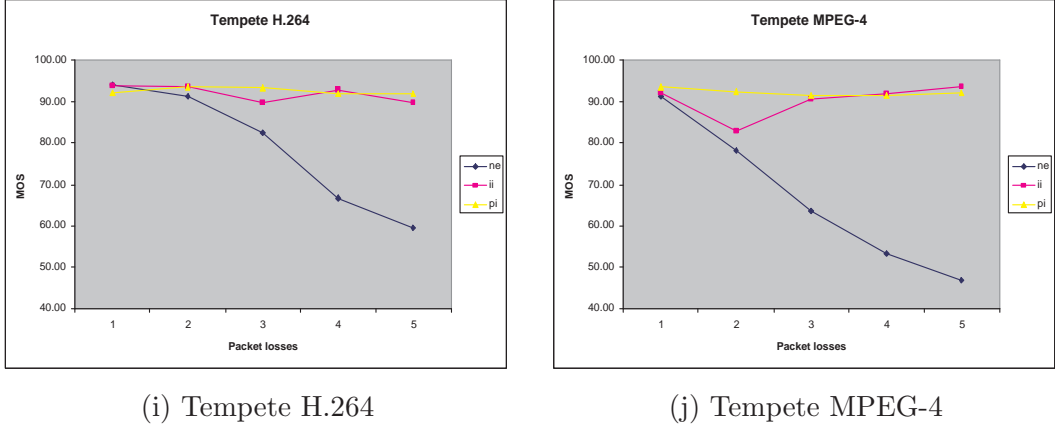 Tempete H.264
100.00
90.00
80.00
70.00
60.00
50.00
40.00
MOS
1 2 3 4 5
Packet losses
ne
ii
pi
(i) Tempete H.264
Tempete MPEG-4
100.00
90.00
80.00
70.00
60.00
50.00
40.00
MOS
1 2 3 4 5
Packet losses
ne
ii
pi
(j) Tempete MPEG-4